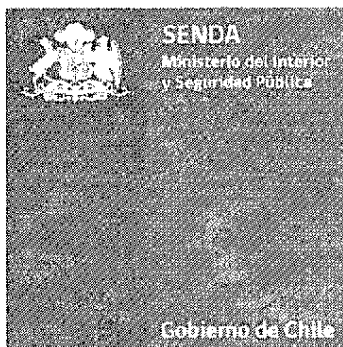 SENDA
Ministerio del Interior
y Seguridad Pública
Gobierno de Chile